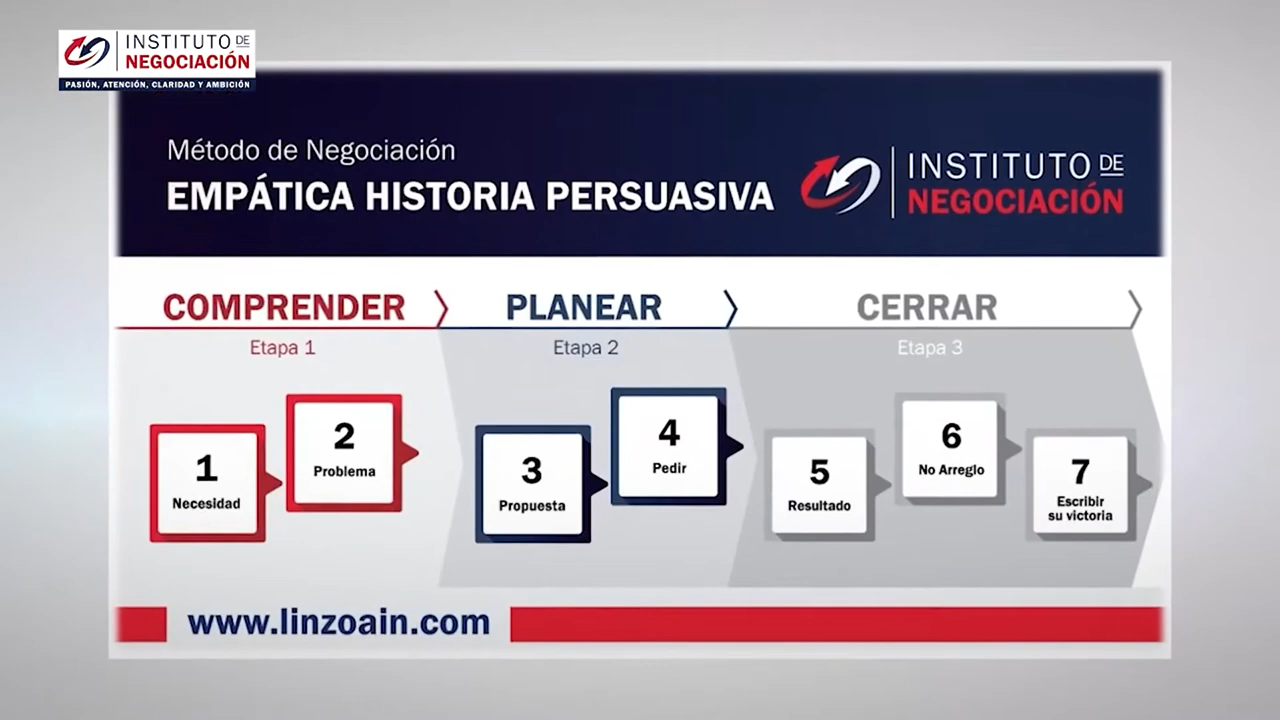 INSTITUTO DE
NEGOCIACIÓN
PASIÓN, ATENCIÓN, CLARIDAD Y AMBICIÓN
Método de Negociación
EMPÁTICA HISTORIA PERSUASIVA
INSTITUTO DE
NEGOCIACIÓN
COMPRENDER
PLANEAR
CERRAR
Etapa 1
Etapa 2
Etapa 3
1
Necesidad
2
Problema
3
Propuesta
4
Pedir
5
Resultado
6
No Arreglo
7
Escribir
su victoria
www.linzoain.com